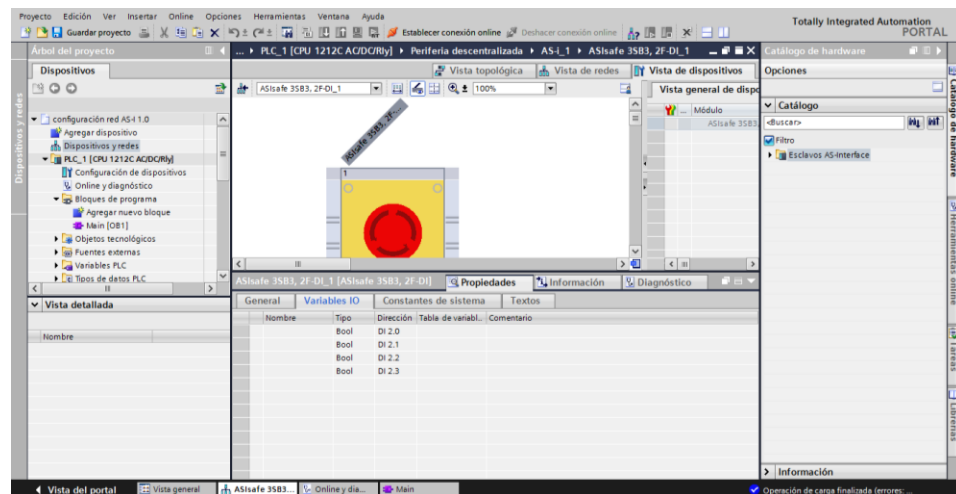 Proyecto Edición Ver Insertar Online Opciones Herramientas Ventana Ayuda
Totally Integrated Automation
PORTAL
Guardar proyecto
Establecer conexión online
Deshacer conexión online
Árbol del proyecto
... PLC_1 [CPU 1212C AC/DC/Rly] Periferia descentralizada AS-i_1 ASIsafe 3SB3, 2F-DI_1
Catálogo de hardware
Dispositivos
Vista topológica
Vista de redes
Vista de dispositivos
Opciones
ASIsafe 3SB3, 2F-DI_1
100%
Vista general de dispo
Módulo
ASIsafe 3SB3,
Catálogo
<Buscar>
Filtro
Esclavos AS-Interface
configuración red AS-i 1.0
Agregar dispositivo
Dispositivos y redes
PLC_1 [CPU 1212C AC/DC/Rly]
Configuración de dispositivos
Online y diagnóstico
Bloques de programa
Agregar nuevo bloque
Main [OB1]
Objetos tecnológicos
Fuentes externas
Variables PLC
Tipos de datos PLC
ASIsafe 3SB3, 2F-...
1
Vista detallada
Nombre
ASIsafe 3SB3, 2F-DI_1 [ASIsafe 3SB3, 2F-DI]
Propiedades
Información
Diagnóstico
General
Variables IO
Constantes de sistema
Textos
Nombre Tipo Dirección Tabla de variabl.. Comentario
Bool DI 2.0
Bool DI 2.1
Bool DI 2.2
Bool DI 2.3
Dispositivos y redes
Catálogo de hardware
Herramientas online
Tareas
Librerías
Información
Vista del portal
Vista general
ASIsafe 3SB3...
Online y dia...
Main
Operación de carga finalizada (errores: ...